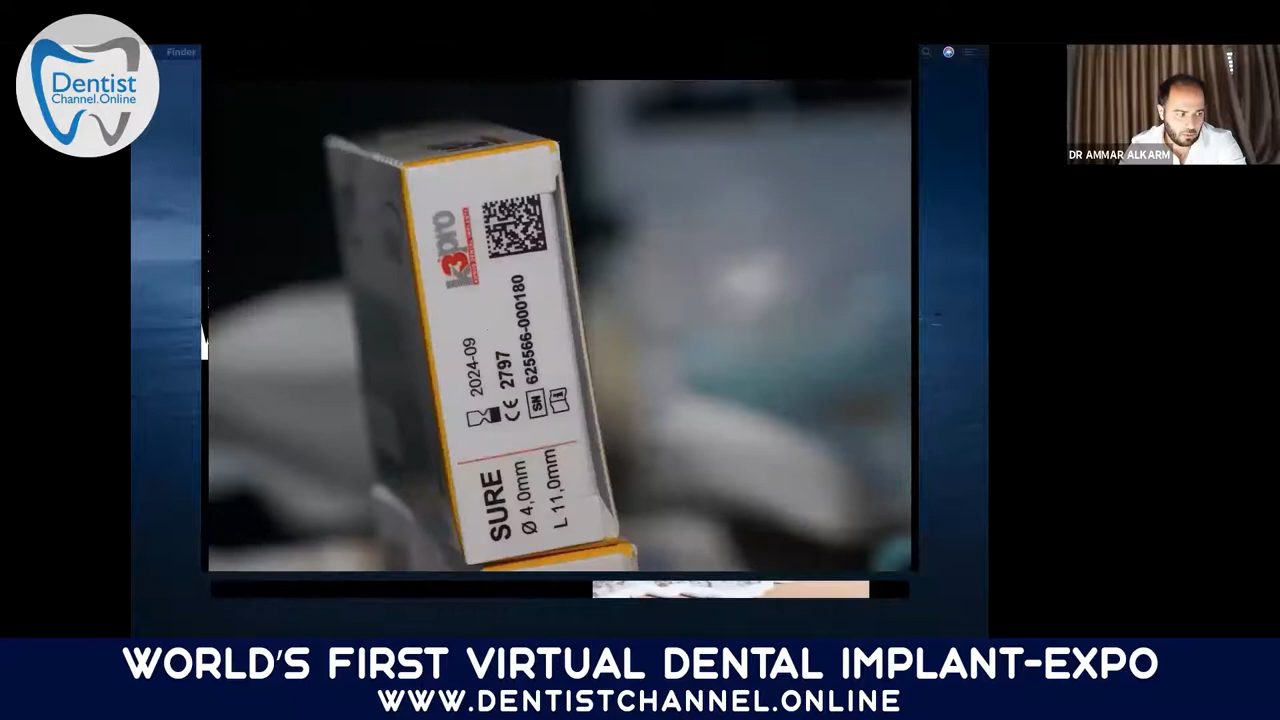 Finder
Dentist
Channel.Online
DR AMMAR ALKARM
k3pro
2024-09
CE 2797
SN 625566-000180
SURE
Ø 4,0mm
L 11,0mm
WORLD'S FIRST VIRTUAL DENTAL IMPLANT-EXPO
WWW.DENTISTCHANNEL.ONLINE